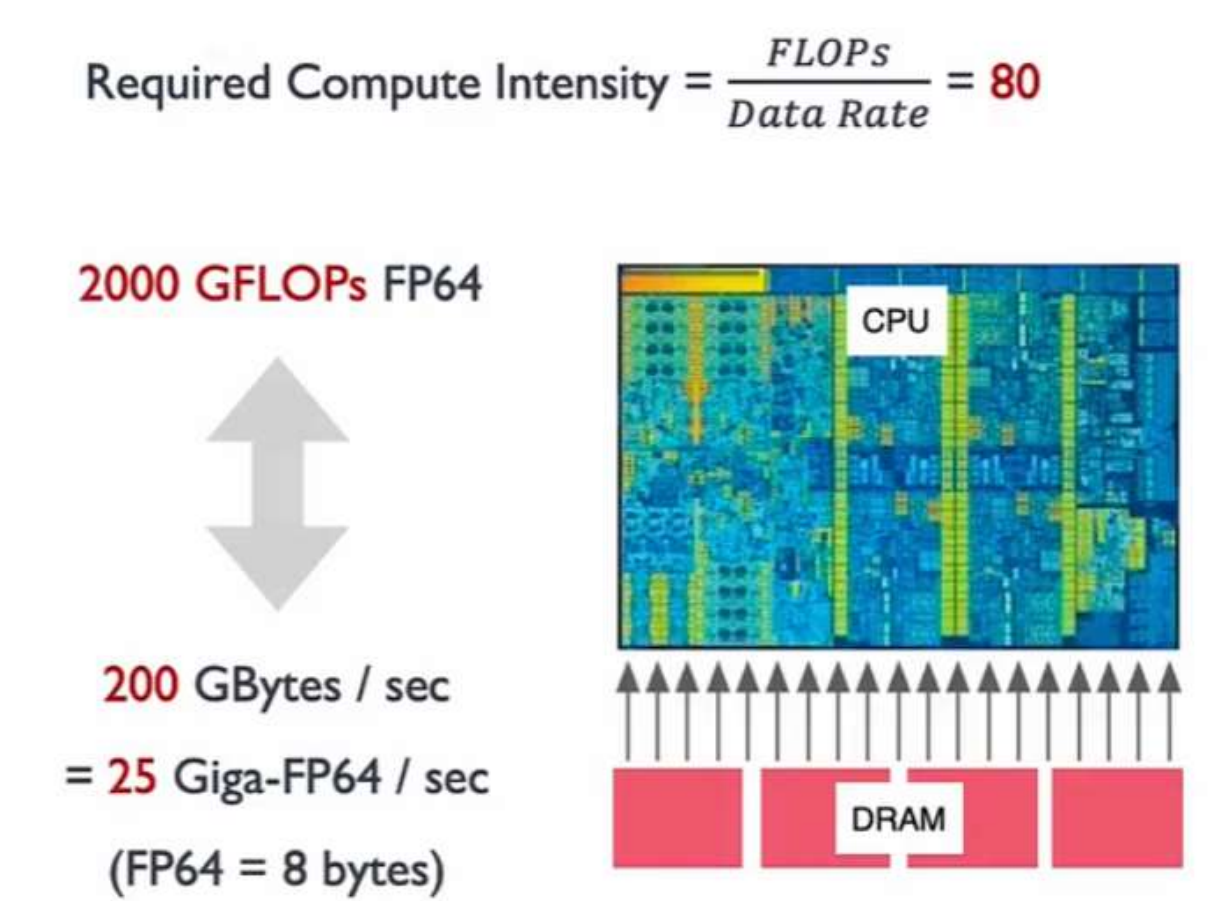 Required Compute Intensity = FLOPs / Data Rate = 80
2000 GFLOPs FP64
CPU
200 GBytes / sec
= 25 Giga-FP64 / sec
(FP64 = 8 bytes)
DRAM